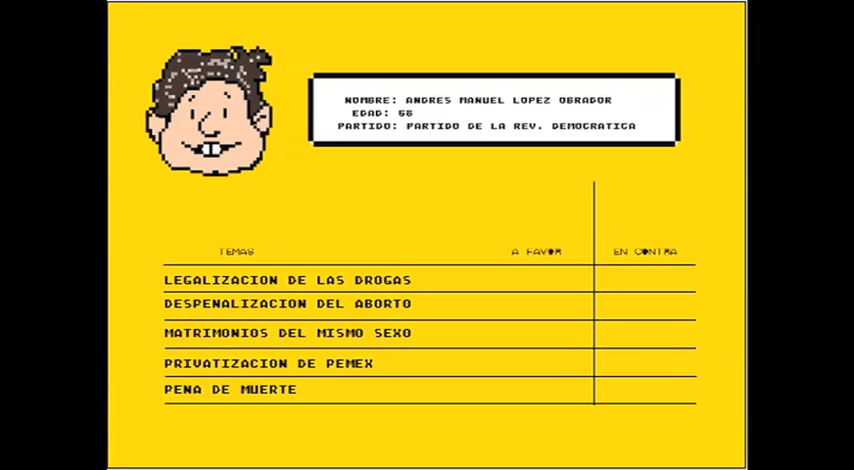 NOMBRE: ANDRES MANUEL LOPEZ OBRADOR
EDAD: 58
PARTIDO: PARTIDO DE LA REV. DEMOCRATICA
TEMAS A FAVOR EN CONTRA
LEGALIZACION DE LAS DROGAS
DESPENALIZACION DEL ABORTO
MATRIMONIOS DEL MISMO SEXO
PRIVATIZACION DE PEMEX
PENA DE MUERTE